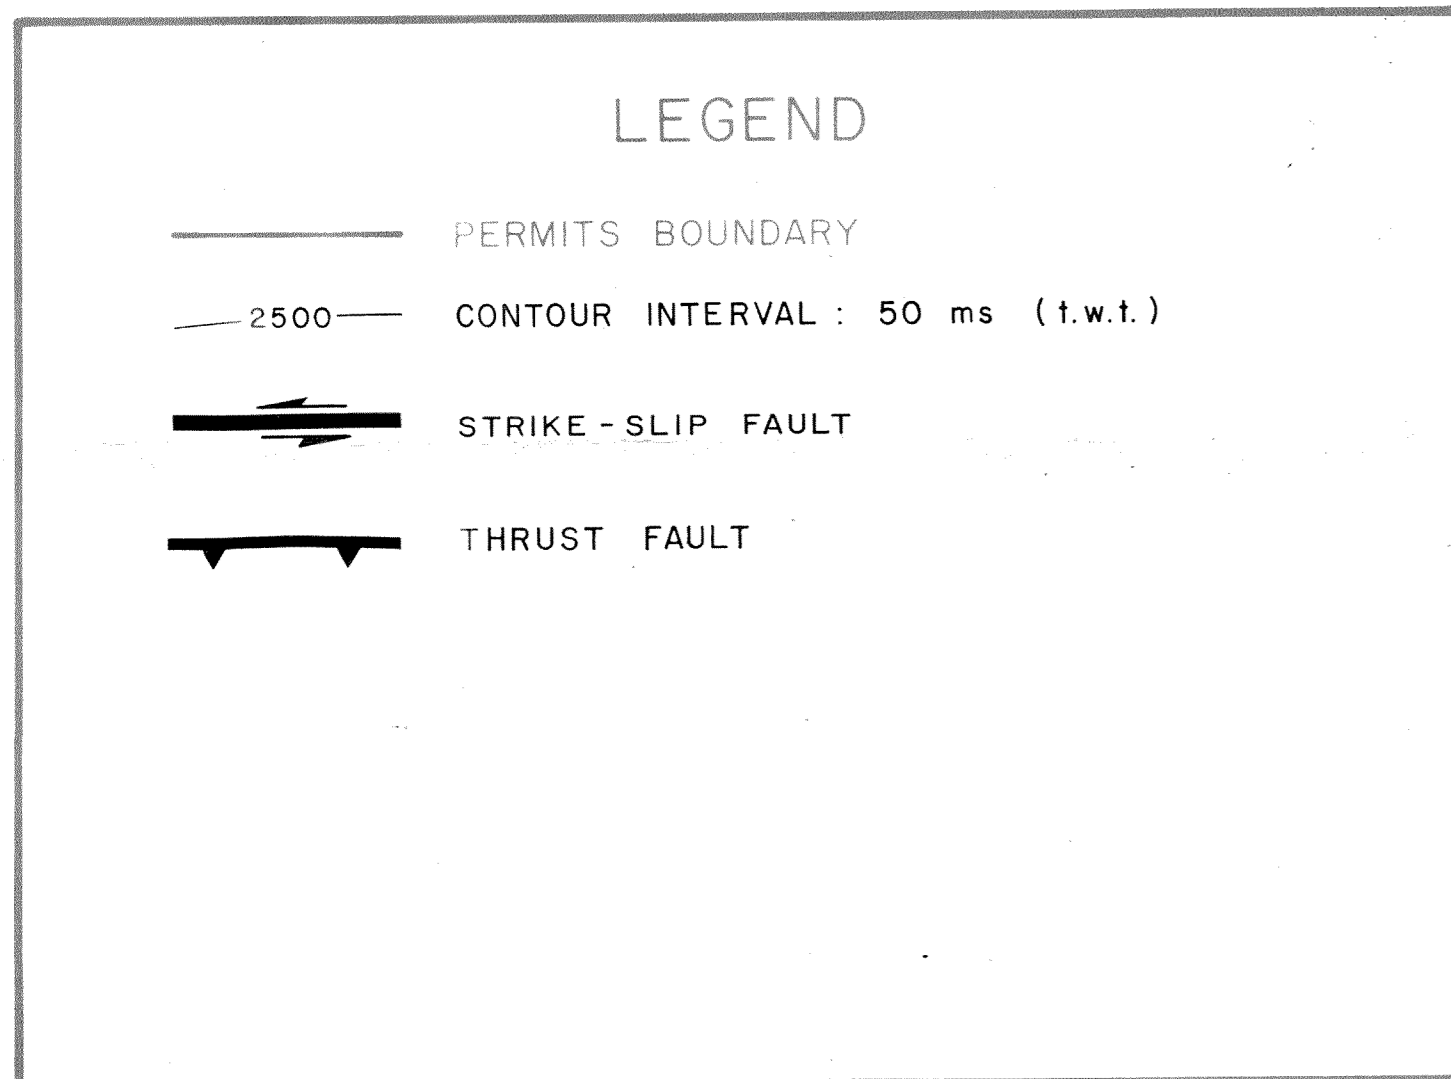 LEGEND
PERMITS BOUNDARY
2500 CONTOUR INTERVAL : 50 ms (t.w.t.)
STRIKE-SLIP FAULT
THRUST FAULT